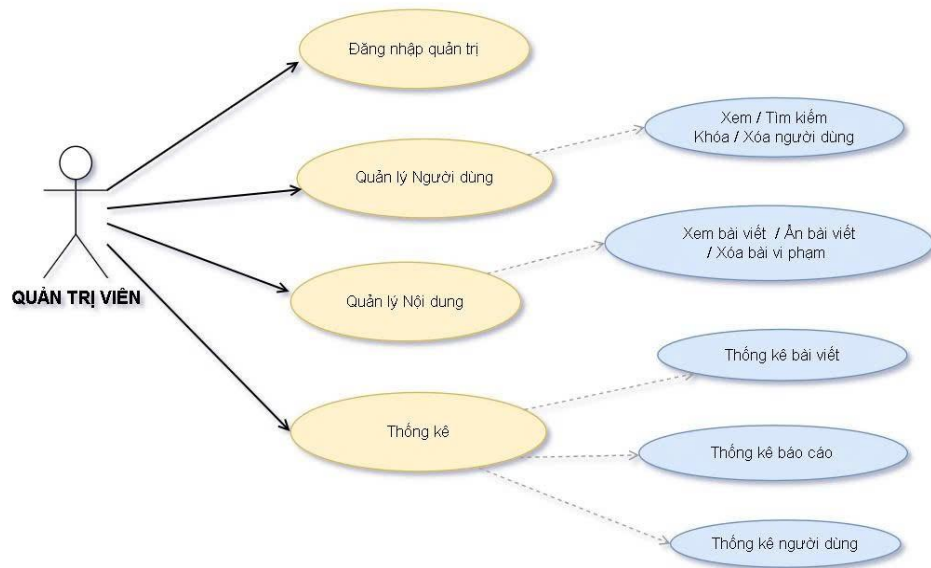 Đăng nhập quản trị
Xem / Tìm kiếm
Khóa / Xóa người dùng
Quản lý Người dùng
Xem bài viết / Ẩn bài viết
/ Xóa bài vi phạm
QUẢN TRỊ VIÊN
Quản lý Nội dung
Thống kê bài viết
Thống kê
Thống kê báo cáo
Thống kê người dùng